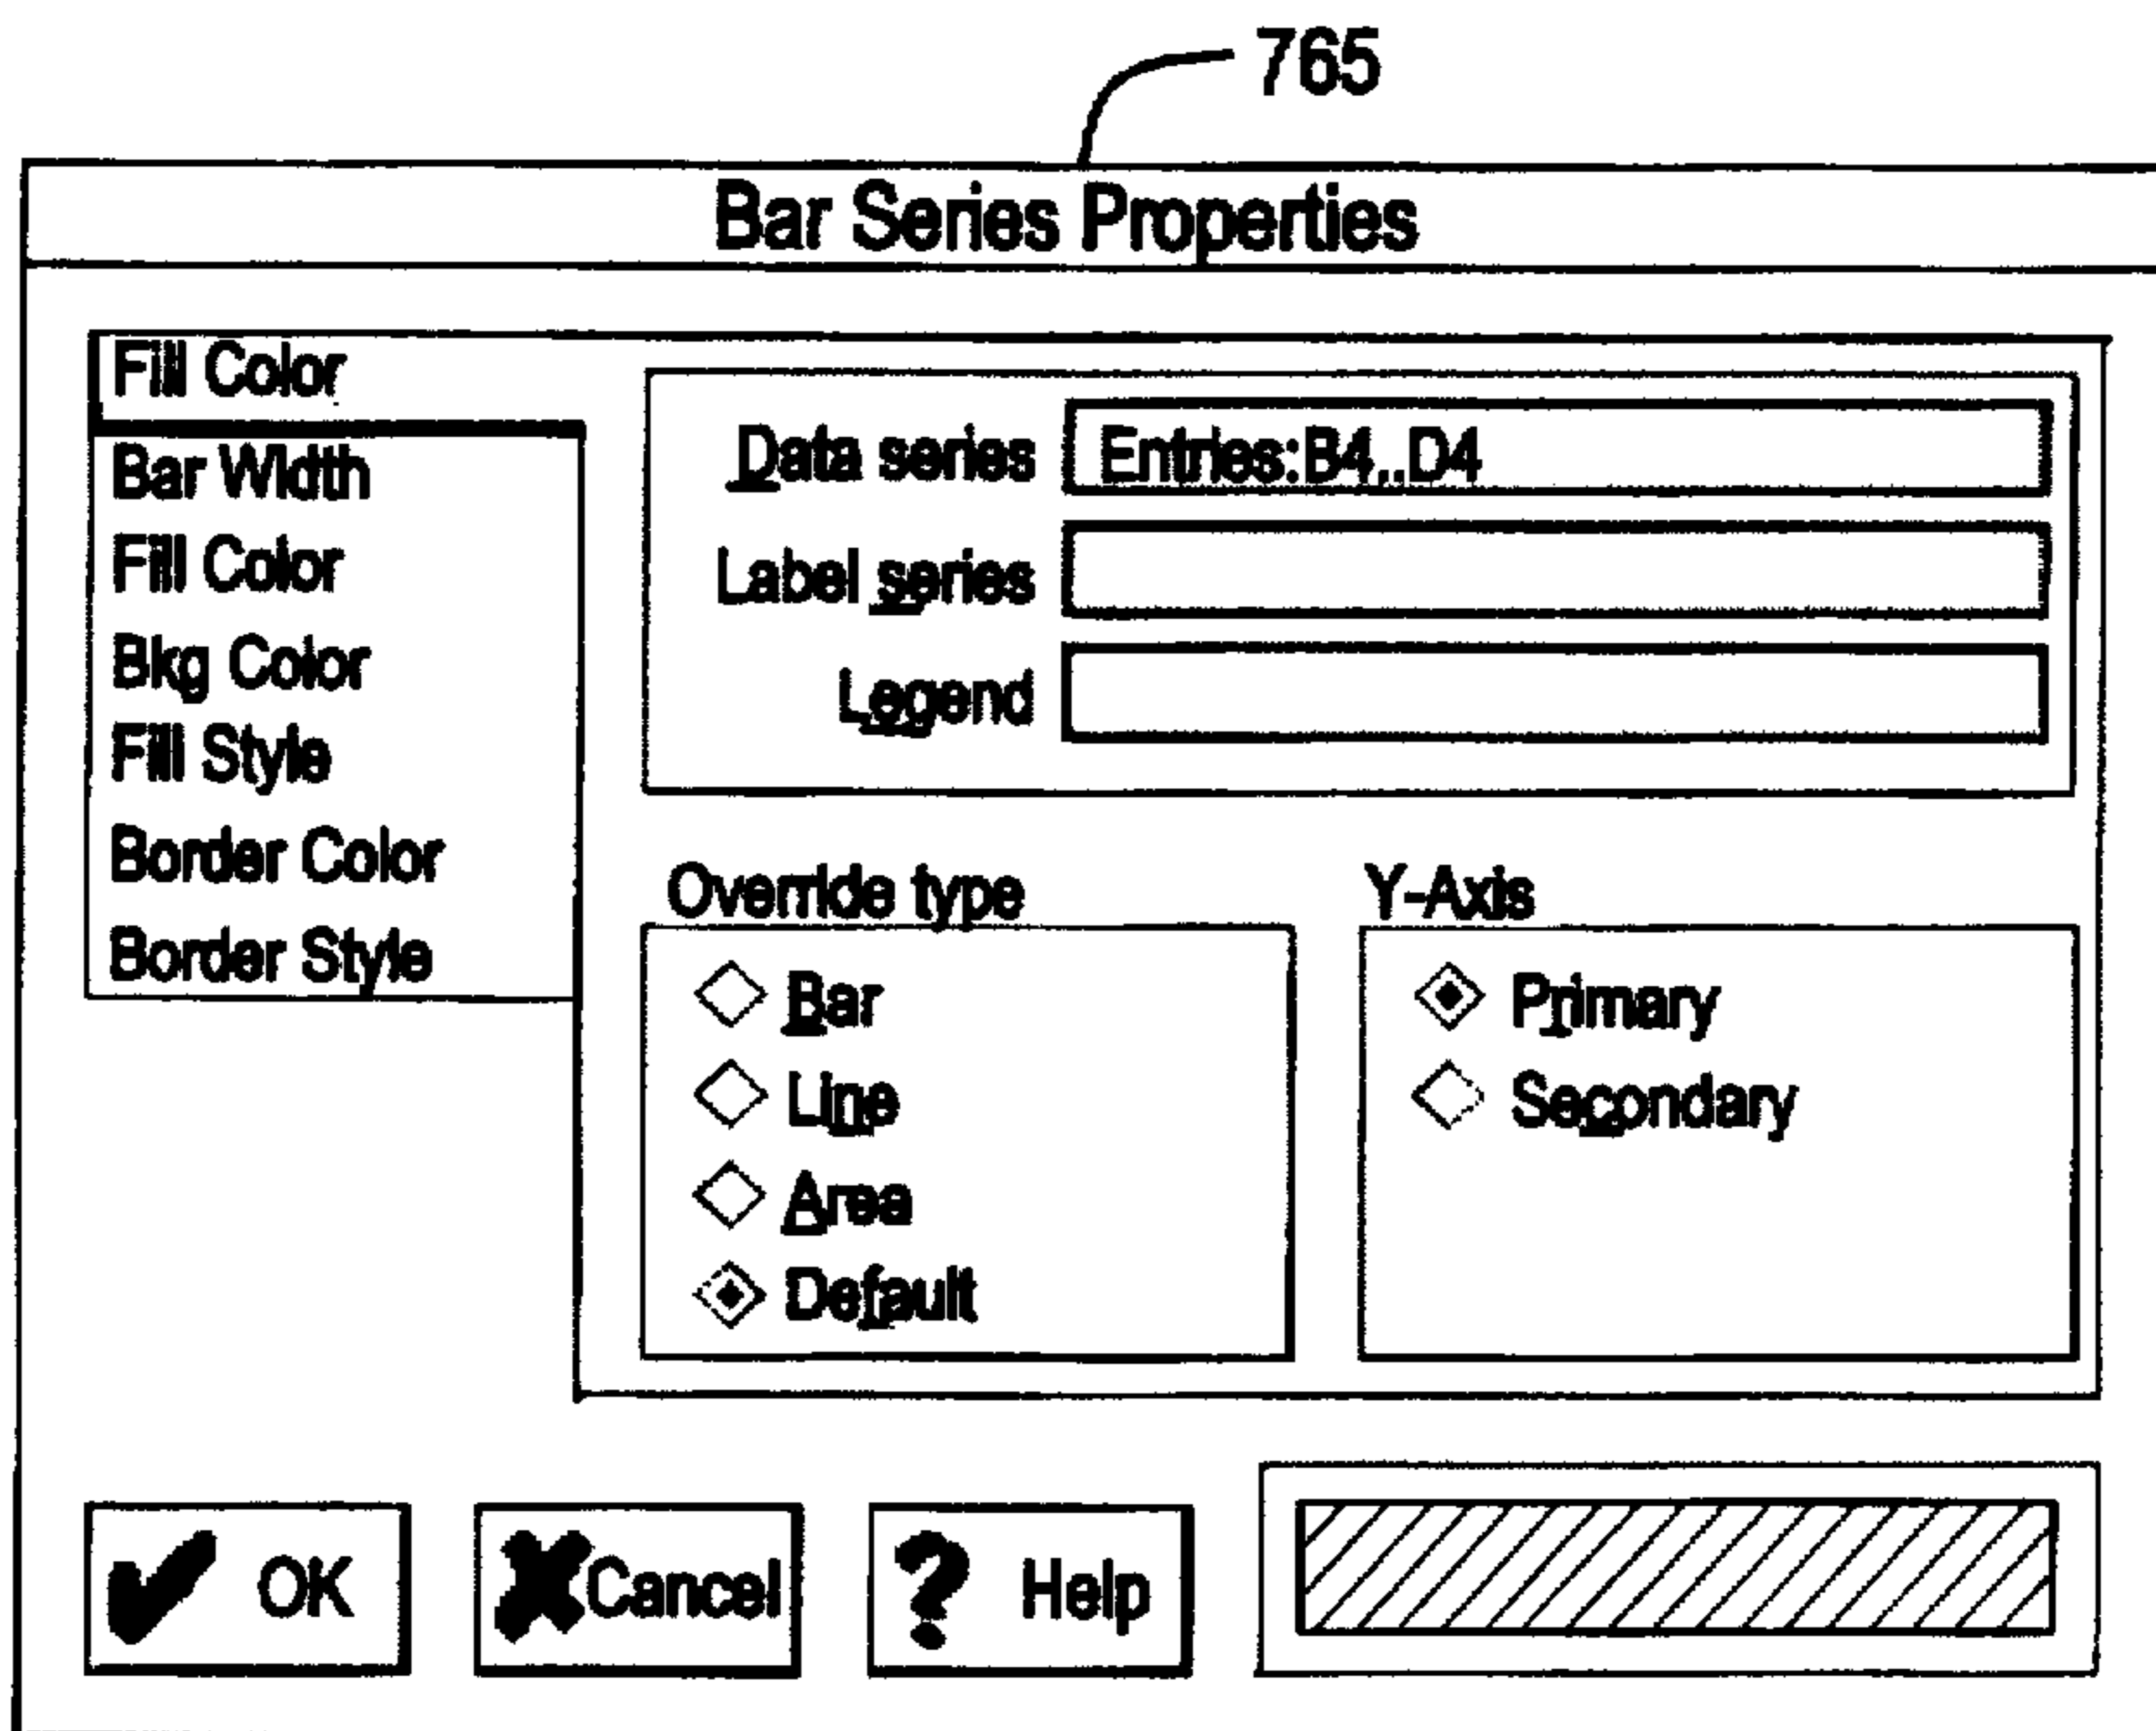 765
Bar Series Properties
Fill Color
Bar Width
Fill Color
Bkg Color
Fill Style
Border Color
Border Style
Data series
Entries:B4..D4
Label series
Legend
Override type
Bar
Line
Area
Default
Y-Axis
Primary
Secondary
OK
Cancel
? Help